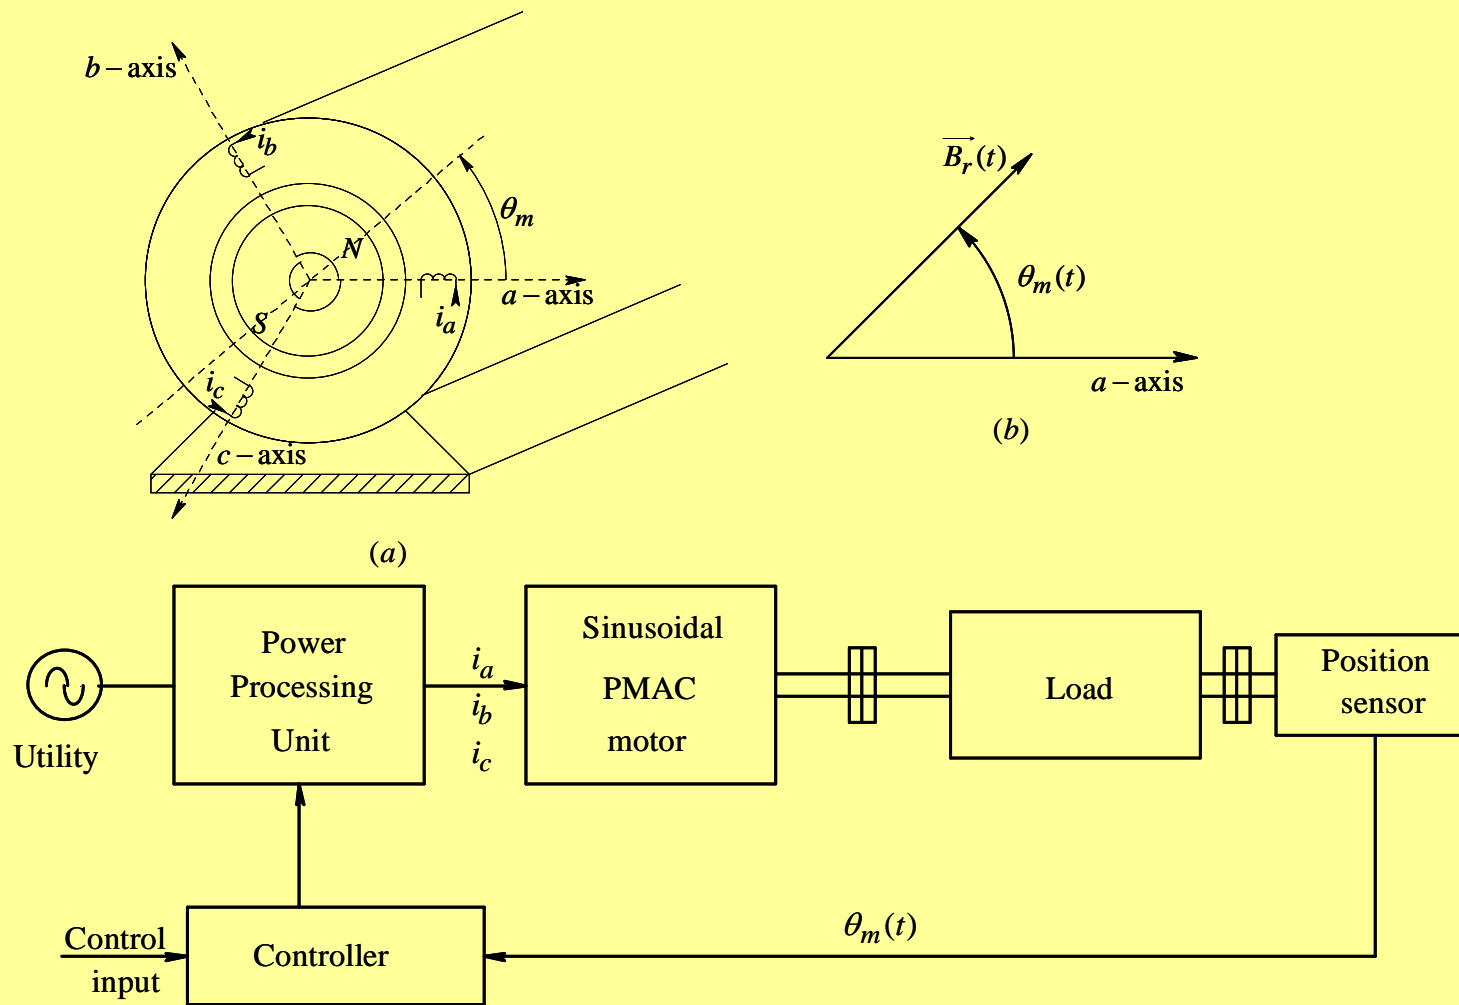 b – axis
i_b
θ_m
N
a – axis
i_a
S
i_c
c – axis
(a)
B_r(t)
θ_m(t)
a – axis
(b)
Utility
Power
Processing
Unit
i_a
i_b
i_c
Sinusoidal
PMAC
motor
Load
Position
sensor
Control
input
Controller
θ_m(t)